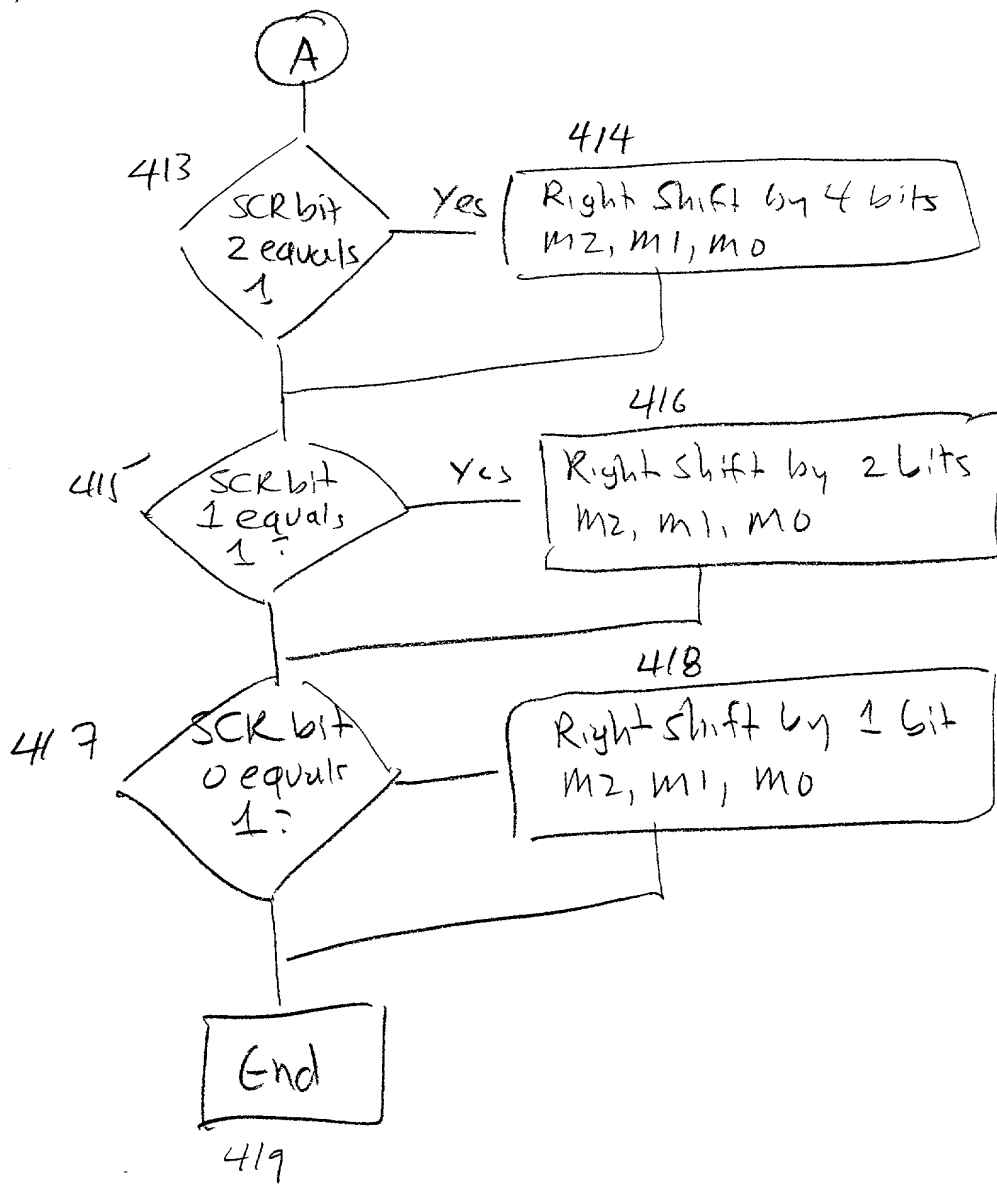 A
413
SCR bit
2 equals
1
Yes
414
Right Shift by 4 bits
m2, m1, m0
415
SCR bit
1 equals
1?
Yes
416
Right shift by 2 bits
m2, m1, m0
417
SCR bit
0 equals
1?
418
Right shift by 1 bit
m2, m1, m0
End
419